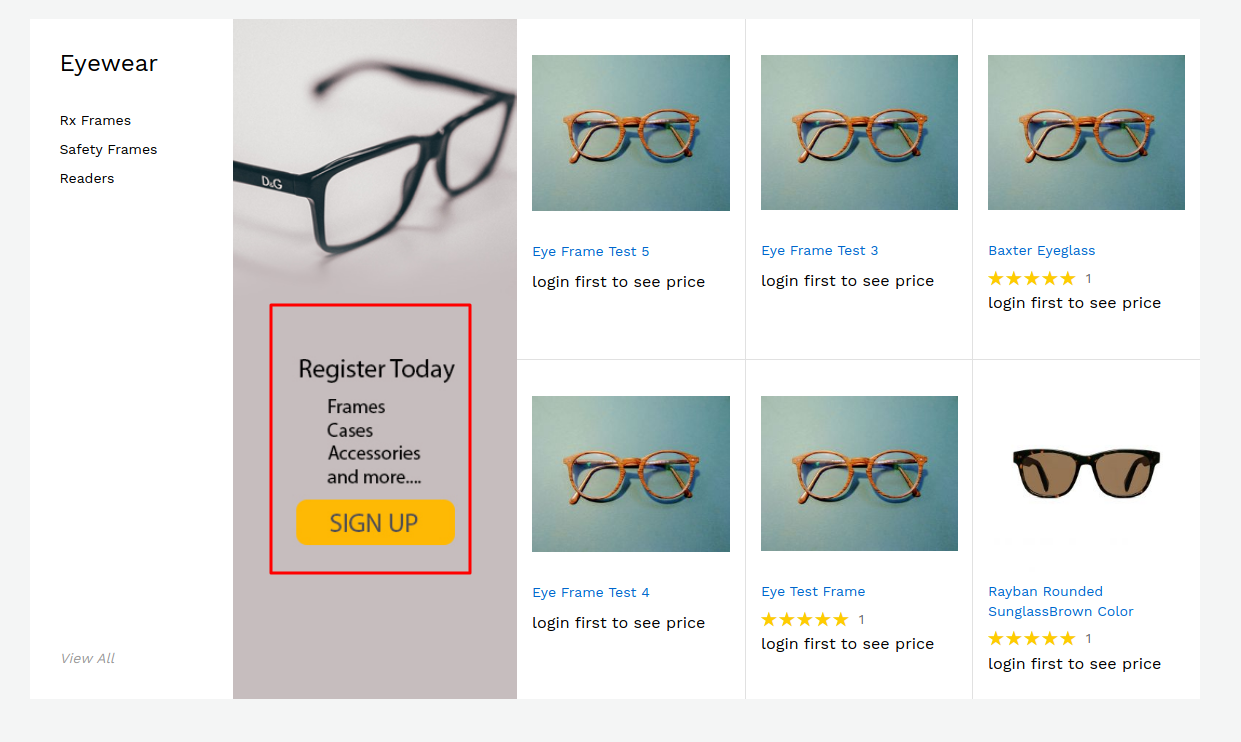 Eyewear
Rx Frames
Safety Frames
Readers
View All
D&G
Register Today
Frames
Cases
Accessories
and more....
SIGN UP
Eye Frame Test 5
login first to see price
Eye Frame Test 3
login first to see price
Baxter Eyeglass
1
login first to see price
Eye Frame Test 4
login first to see price
Eye Test Frame
1
login first to see price
Rayban Rounded
SunglassBrown Color
1
login first to see price